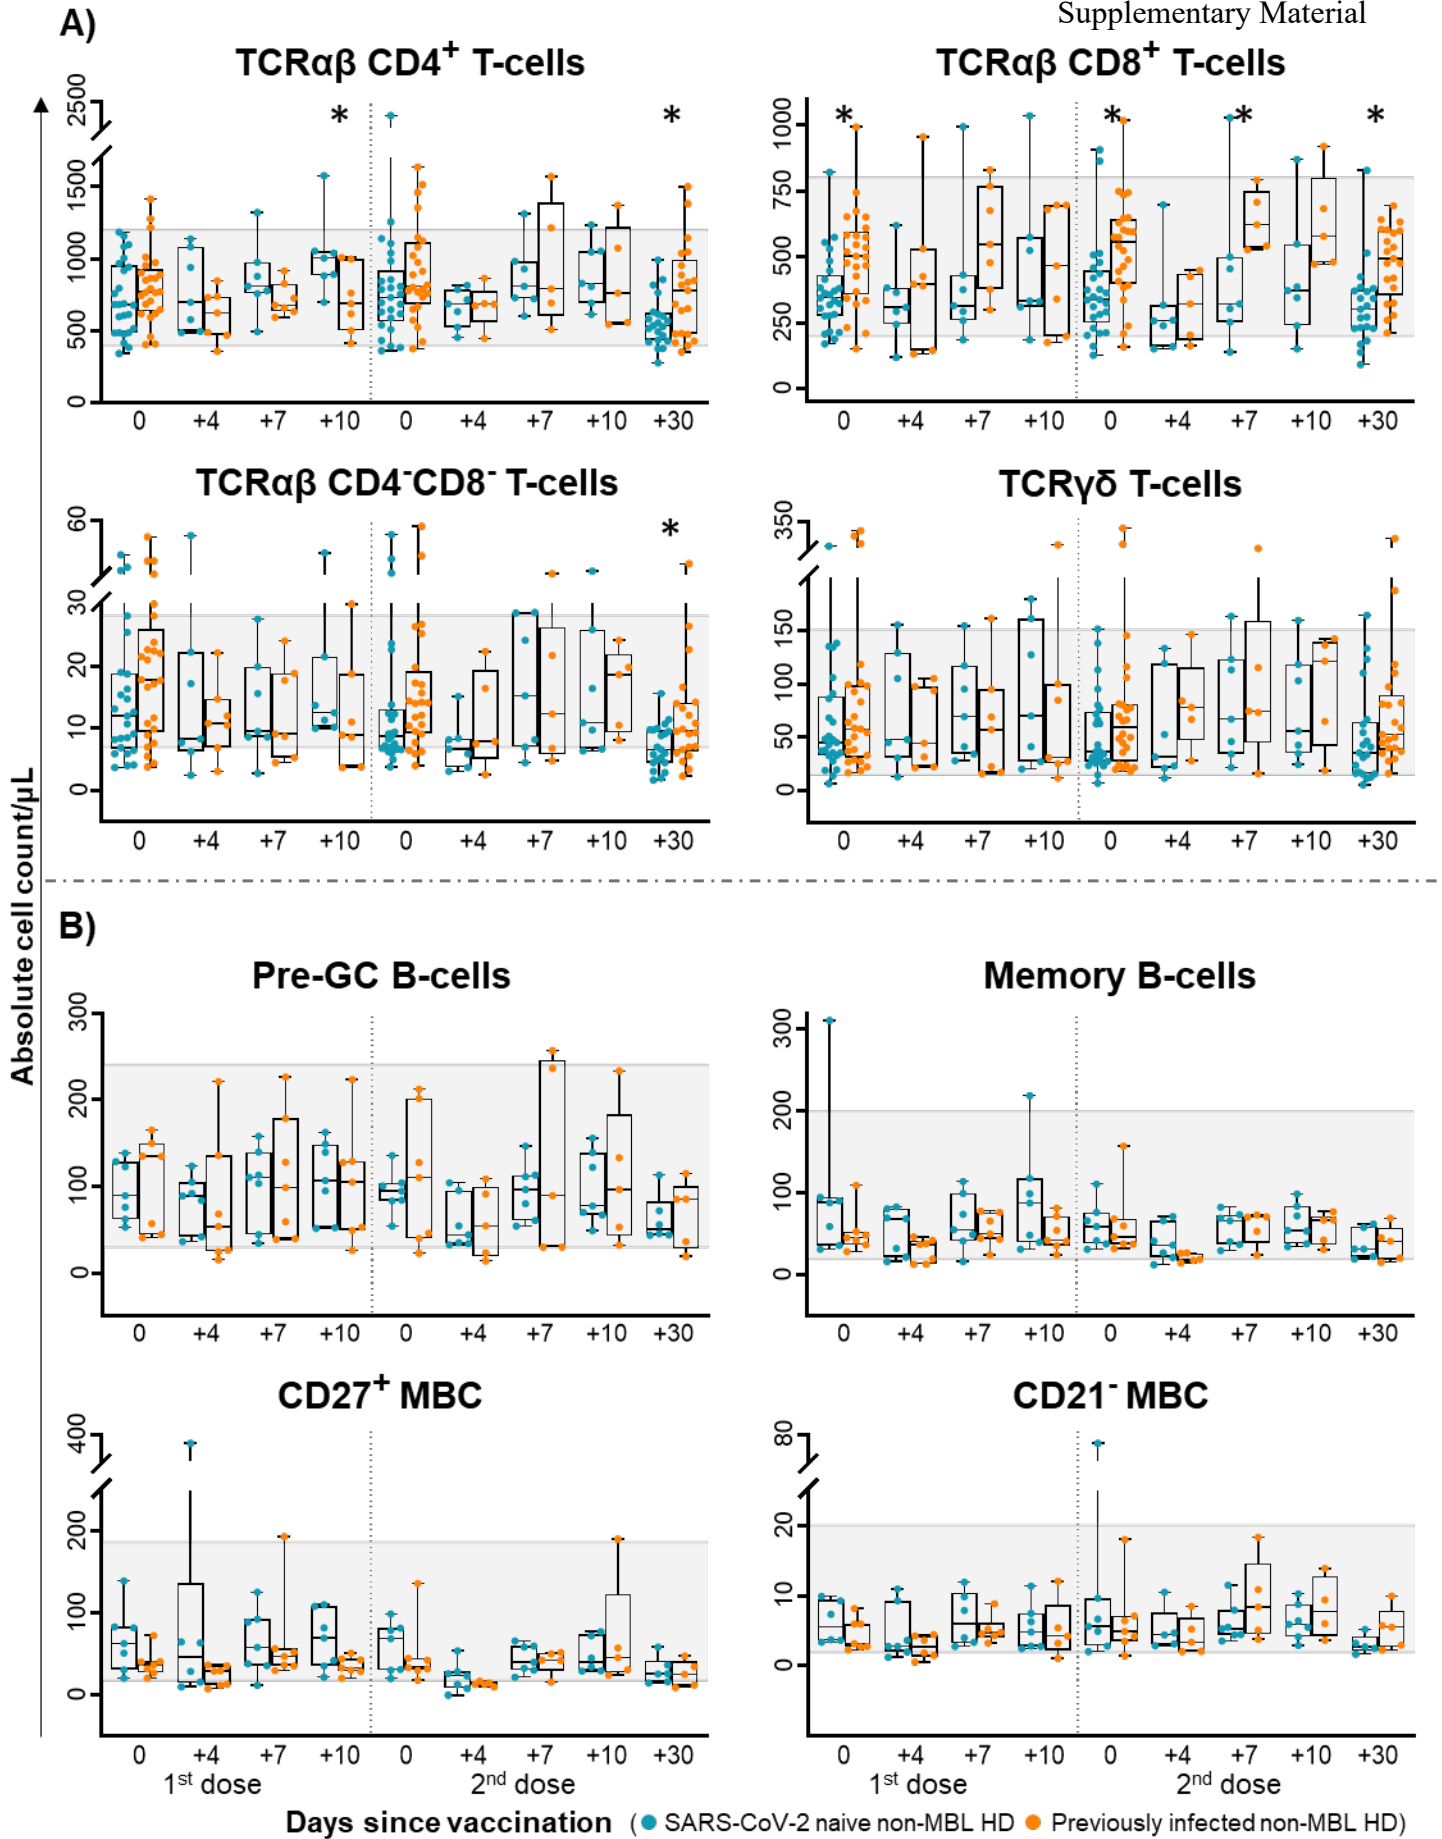 Supplementary Material
A)
TCRαβ CD4⁺ T-cells
2500
1500
1000
500
0
* *
0 +4 +7 +10 0 +4 +7 +10 +30
TCRαβ CD8⁺ T-cells
1000
750
500
250
0
* * * *
0 +4 +7 +10 0 +4 +7 +10 +30
TCRαβ CD4⁻CD8⁻ T-cells
60
30
20
10
0
*
0 +4 +7 +10 0 +4 +7 +10 +30
TCRγδ T-cells
350
150
100
50
0
0 +4 +7 +10 0 +4 +7 +10 +30
Absolute cell count/µL
B)
Pre-GC B-cells
300
200
100
0
0 +4 +7 +10 0 +4 +7 +10 +30
Memory B-cells
300
200
100
0
0 +4 +7 +10 0 +4 +7 +10 +30
CD27⁺ MBC
400
200
100
0
0 +4 +7 +10 0 +4 +7 +10 +30
1ˢᵗ dose 2ⁿᵈ dose
CD21⁻ MBC
80
20
10
0
0 +4 +7 +10 0 +4 +7 +10 +30
1ˢᵗ dose 2ⁿᵈ dose
Days since vaccination ( SARS-CoV-2 naive non-MBL HD Previously infected non-MBL HD)